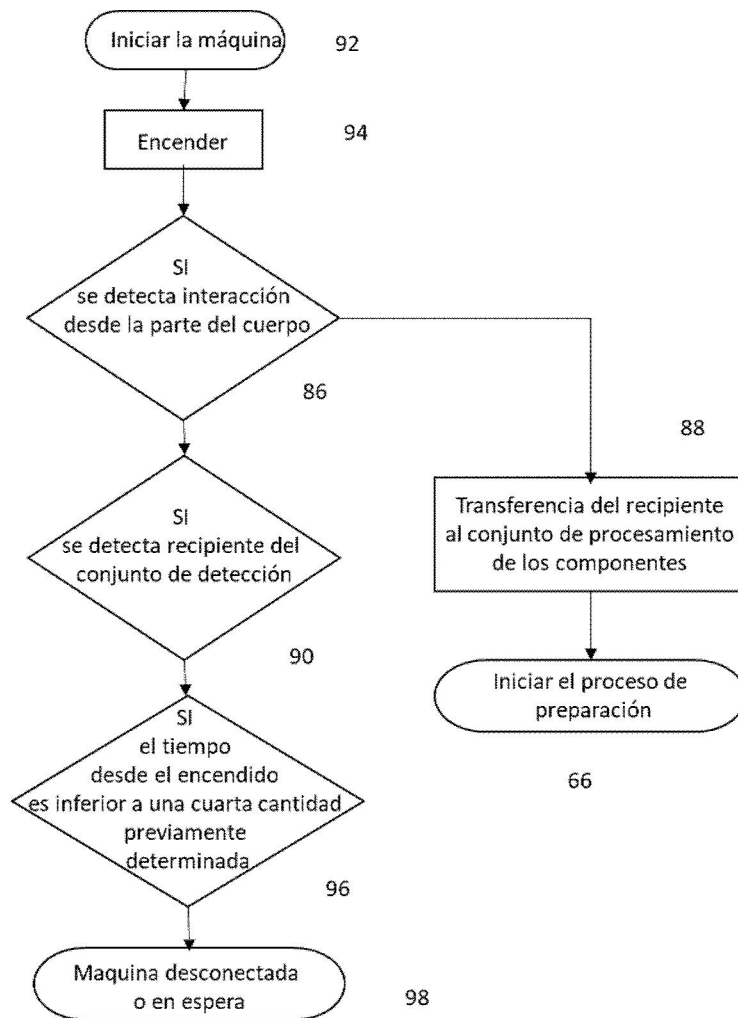 Iniciar la máquina
92
Encender
94
SI
se detecta interacción
desde la parte del cuerpo
86
88
SI
se detecta recipiente del
conjunto de detección
90
Transferencia del recipiente
al conjunto de procesamiento
de los componentes
Iniciar el proceso de
preparación
66
SI
el tiempo
desde el encendido
es inferior a una cuarta cantidad
previamente
determinada
96
Maquina desconectada
o en espera
98